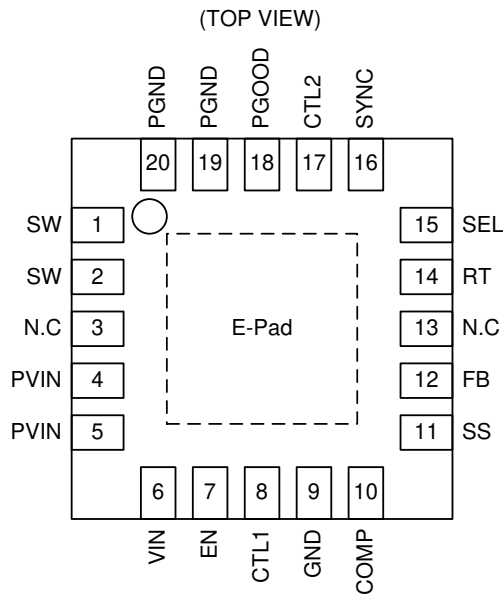 (TOP VIEW)
PGND
PGND
PGOOD
CTL2
SYNC
20
19
18
17
16
SW 1
15 SEL
SW 2
14 RT
N.C 3
E-Pad
13 N.C
PVIN 4
12 FB
PVIN 5
11 SS
6
7
8
9
10
VIN
EN
CTL1
GND
COMP